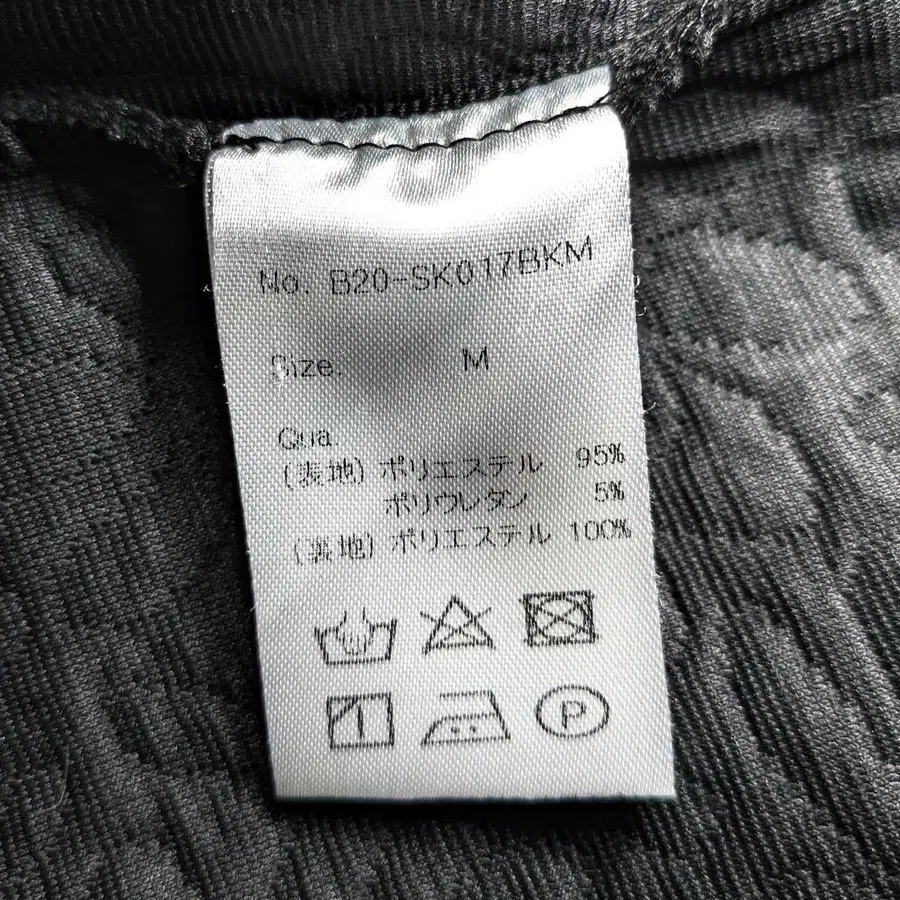 No. B20-SK017BKM
Size. M
Qua.
(表地) ポリエステル 95%
ポリウレタン 5%
(裏地) ポリエステル 100%
P